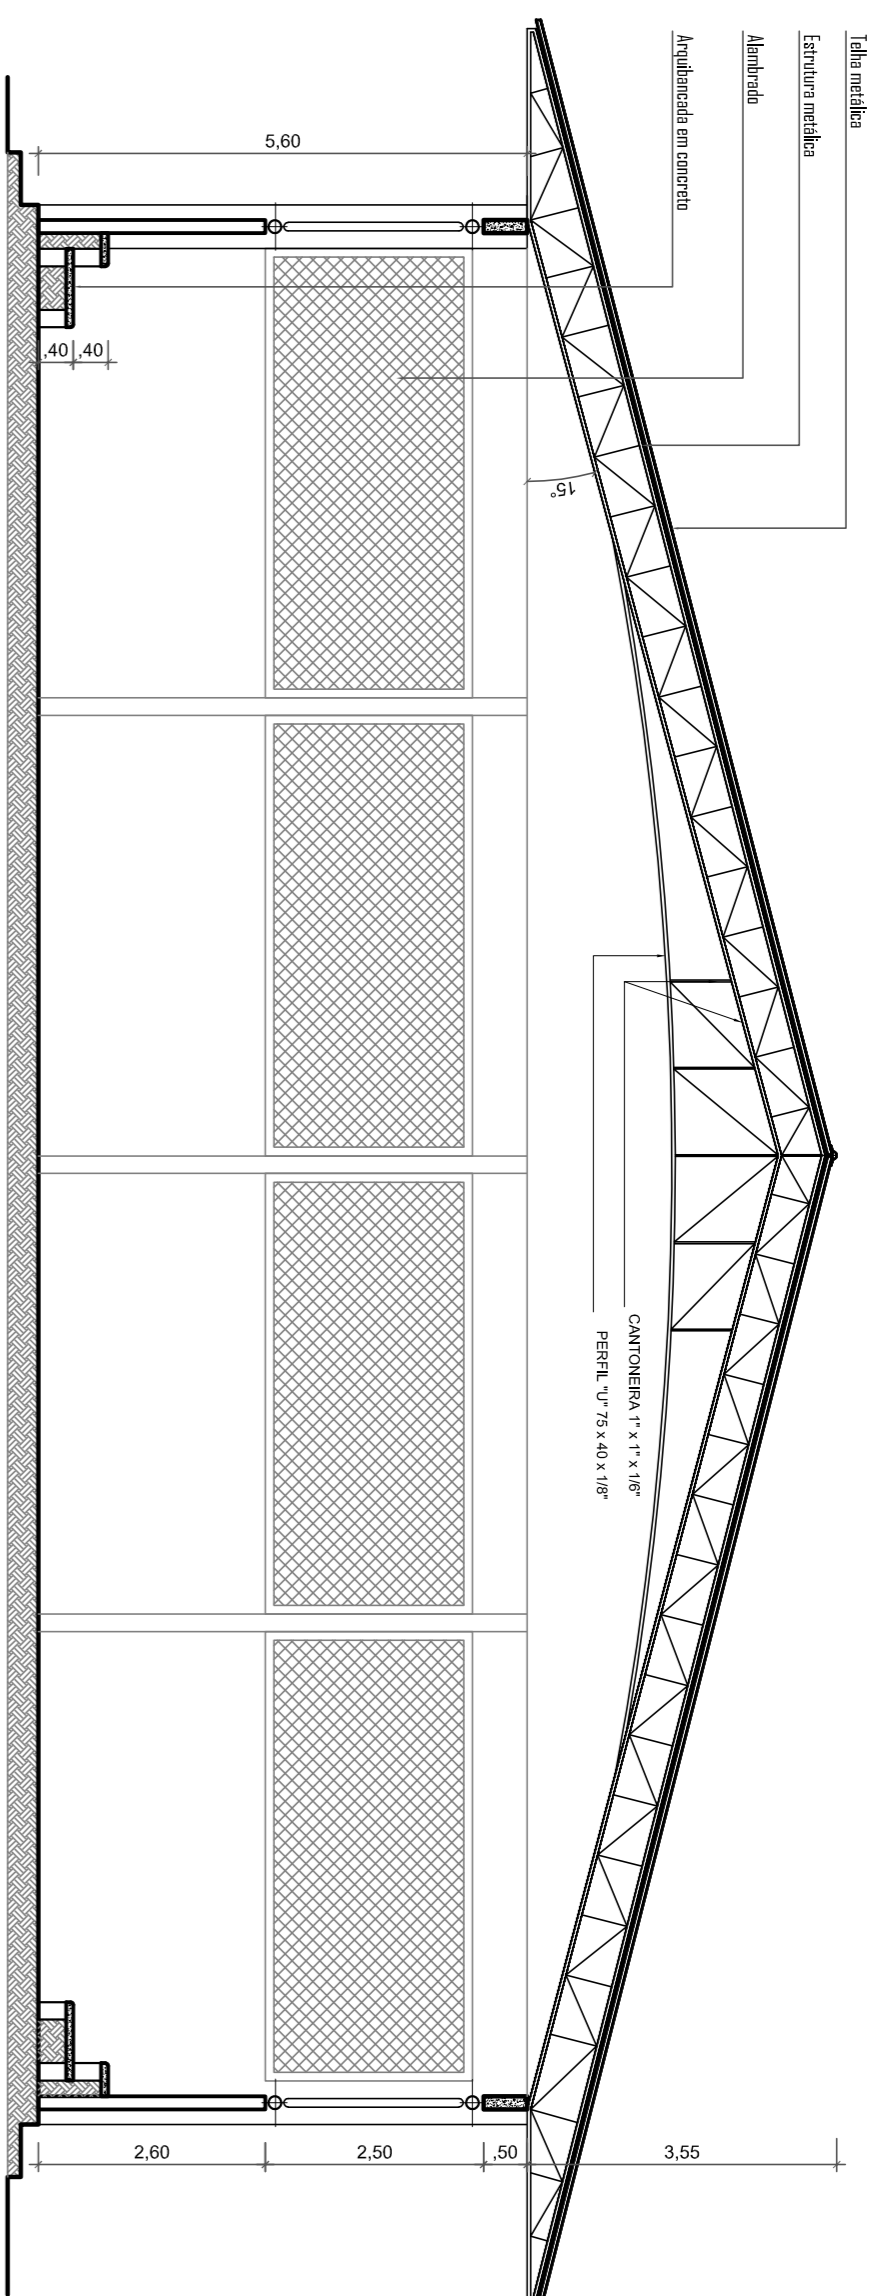 Telha metálica
Estrutura metálica
Alambrado
Arquibancada em concreto
5,60
,40
,40
15°
CANTONEIRA 1" x 1" x 1/6"
PERFIL "U" 75 x 40 x 1/8"
2,60
2,50
,50
3,55